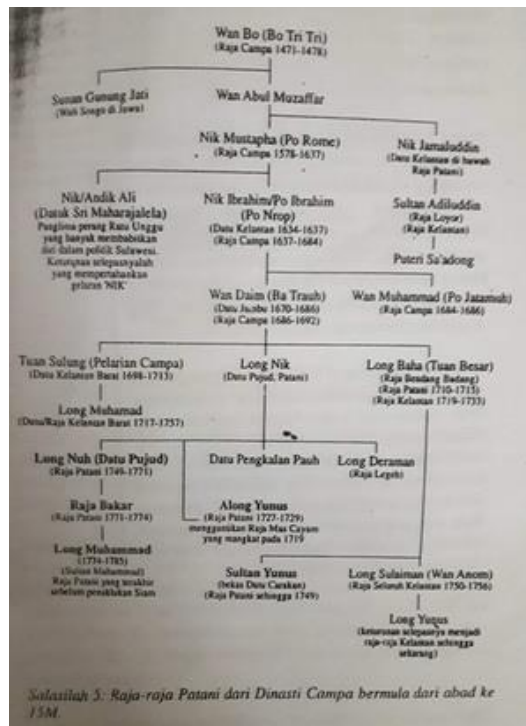 Wan Bo (Bo Tri Tri)
(Raja Campa 1471-1478)
Sunan Gunung Jati
(Wali Songo di Jawa)
Wan Abul Mozaffar
Nik Mustapha (Po Rome)
(Raja Campa 1578-1637)
Nik Jamaluddin
(Datu Kelantan di bawah
Raja Patani)
Nik/Andik Ali
(Datuk Sri Maharajalela)
Panglima perang Ratu Unggu
yang banyak membabitkan
diri dalam politik Sulawesi.
Keturunan selepasnyalah
yang mempertahankan
gelaran 'NIK'
Nik Ibrahim/Po Ibrahim
(Po Nrop)
(Datu Kelantan 1634-1637)
(Raja Campa 1637-1684)
Sultan Adiluddin
(Raja Loyor)
(Raja Kelantan)
Puteri Sa'adong
Wan Daim (Ba Trauh)
(Datu Jambu 1670-1686)
(Raja Campa 1686-1692)
Wan Muhammad (Po Jatamuh)
(Raja Campa 1684-1686)
Tuan Sulung (Pelarian Campa)
(Datu Kelantan Barat 1698-1713)
Long Nik
(Datu Pujud, Patani)
Long Baha (Tuan Besar)
(Raja Bendang Badang)
(Raja Patani 1710-1715)
(Raja Kelantan 1719-1733)
Long Muhamad
(Datu/Raja Kelantan Barat 1717-1757)
Long Nuh (Datu Pujud)
(Raja Patani 1749-1771)
Datu Pengkalan Pauh
Long Deraman
(Raja Legeh)
Raja Bakar
(Raja Patani 1771-1774)
Along Yunus
(Raja Patani 1727-1729)
menggantikan Raja Mas Cayam
yang mangkat pada 1719
Long Muhammad
(1774-1785)
(Sultan Muhammad)
Raja Patani yang terakhir
sebelum penaklukan Siam
Sultan Yunus
(bekas Datu Carakan)
(Raja Patani sehingga 1749)
Long Sulaiman (Wan Anom)
(Raja Seluruh Kelantan 1750-1756)
Long Yunus
(keturunan selepasnya menjadi
raja-raja Kelantan sehingga
sekarang)
Salasilah 5: Raja-raja Patani dari Dinasti Campa bermula dari abad ke
15M.